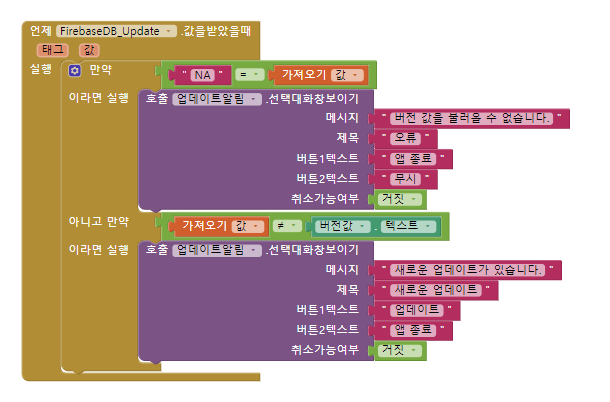 언제 FirebaseDB_Update .값을받았을때
태그 값
실행 만약 " NA " = 가져오기 값
이라면 실행 호출 업데이트알림 .선택대화창보이기
메시지 " 버전 값을 불러올 수 없습니다. "
제목 " 오류 "
버튼1텍스트 " 앱 종료 "
버튼2텍스트 " 무시 "
취소가능여부 거짓
아니고 만약 가져오기 값 ≠ 버전값 . 텍스트
이라면 실행 호출 업데이트알림 .선택대화창보이기
메시지 " 새로운 업데이트가 있습니다. "
제목 " 새로운 업데이트 "
버튼1텍스트 " 업데이트 "
버튼2텍스트 " 앱 종료 "
취소가능여부 거짓